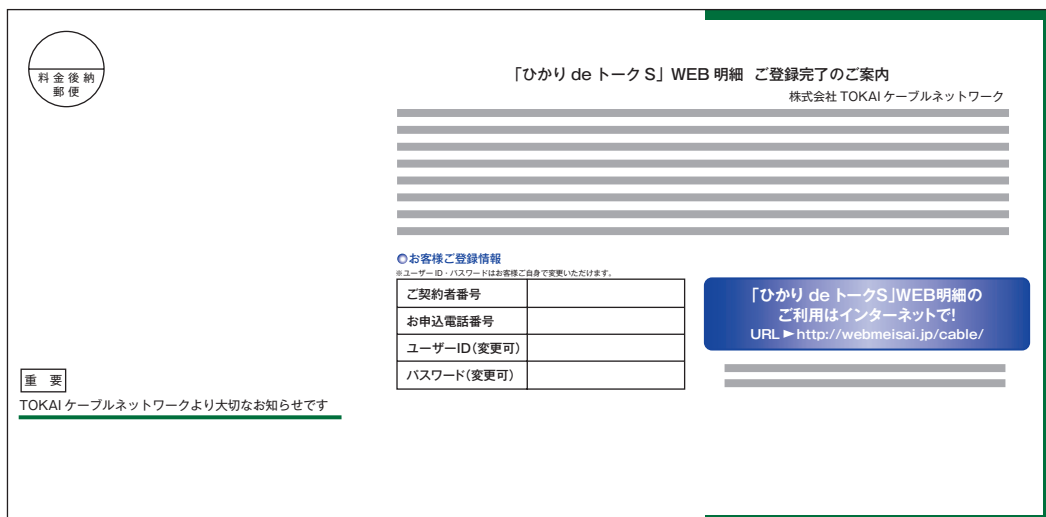 料金後納
郵便
「ひかり de トーク S」 WEB 明細 ご登録完了のご案内
株式会社 TOKAI ケーブルネットワーク
お客様ご登録情報
※ユーザー ID・パスワードはお客様ご自身で変更いただけます。
ご契約者番号
お申込電話番号
ユーザーID(変更可)
パスワード(変更可)
「ひかり de トークS」WEB明細の
ご利用はインターネットで!
URL►http://webmeisai.jp/cable/
重 要
TOKAI ケーブルネットワークより大切なお知らせです